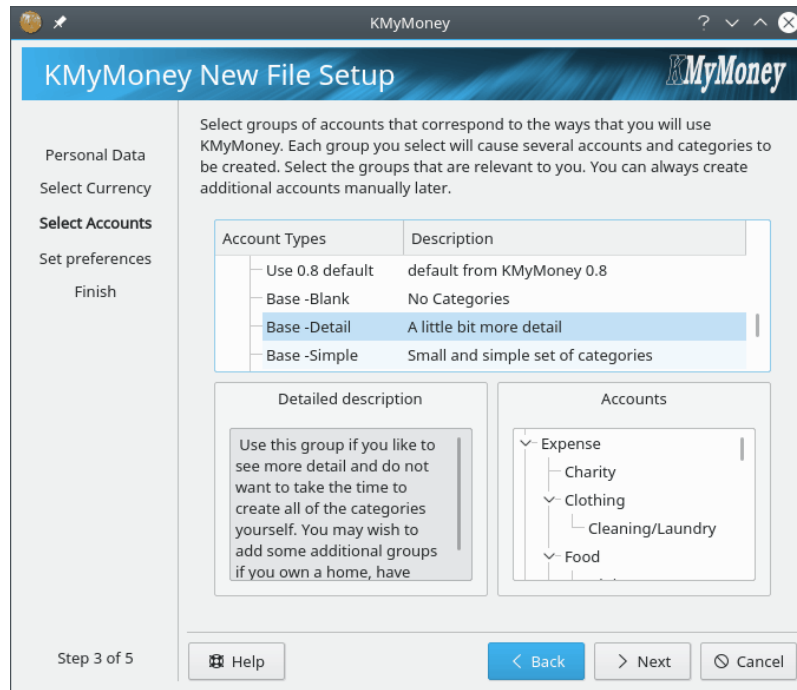 KMyMoney
KMyMoney New File Setup
KMyMoney
Personal Data
Select Currency
Select Accounts
Set preferences
Finish
Select groups of accounts that correspond to the ways that you will use
KMyMoney. Each group you select will cause several accounts and categories to
be created. Select the groups that are relevant to you. You can always create
additional accounts manually later.
Account Types Description
Use 0.8 default default from KMyMoney 0.8
Base -Blank No Categories
Base -Detail A little bit more detail
Base -Simple Small and simple set of categories
Detailed description
Use this group if you like to
see more detail and do not
want to take the time to
create all of the categories
yourself. You may wish to
add some additional groups
if you own a home, have
Accounts
Expense
Charity
Clothing
Cleaning/Laundry
Food
Step 3 of 5
Help
Back
Next
Cancel